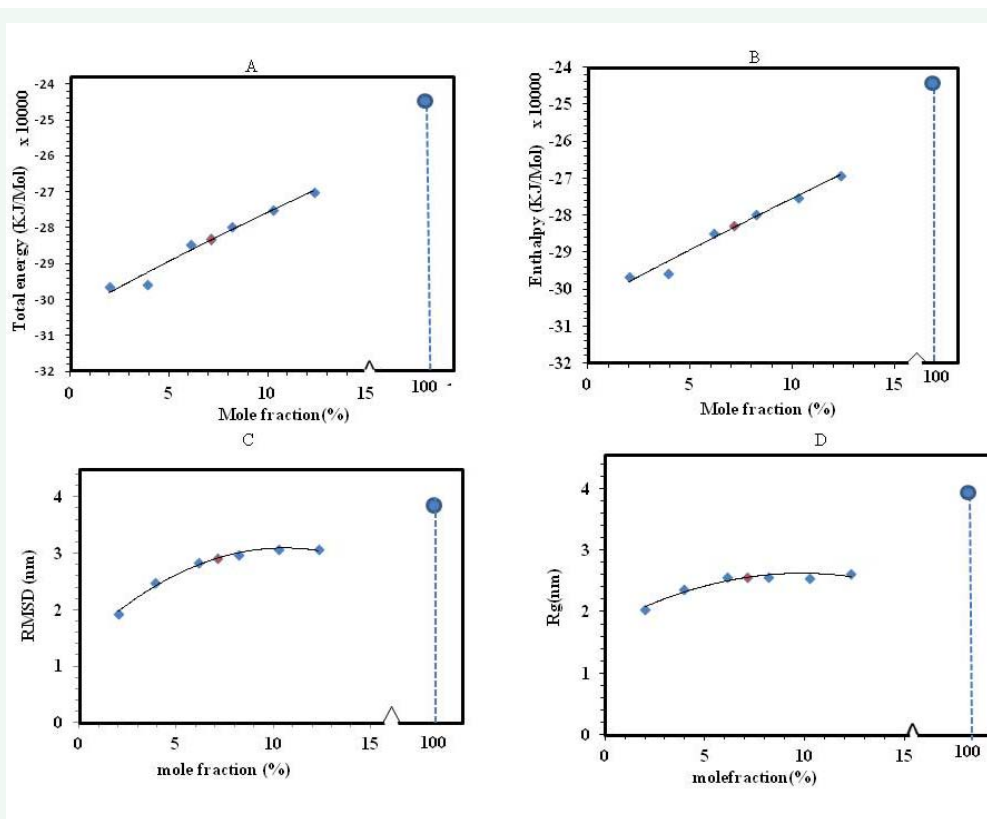 A
Total energy (KJ/Mol) x 10000
-24
-25
-26
-27
-28
-29
-30
-31
-32
0 5 10 15 100
Mole fraction(%)
B
Enthalpy (KJ/Mol) x 10000
-24
-25
-26
-27
-28
-29
-30
-31
-32
0 5 10 15 100
Mole fraction (%)
C
RMSD (nm)
4
3
2
1
0
0 5 10 15 100
mole fraction (%)
D
Rg(nm)
4
3
2
1
0
0 5 10 15 100
molefraction(%)